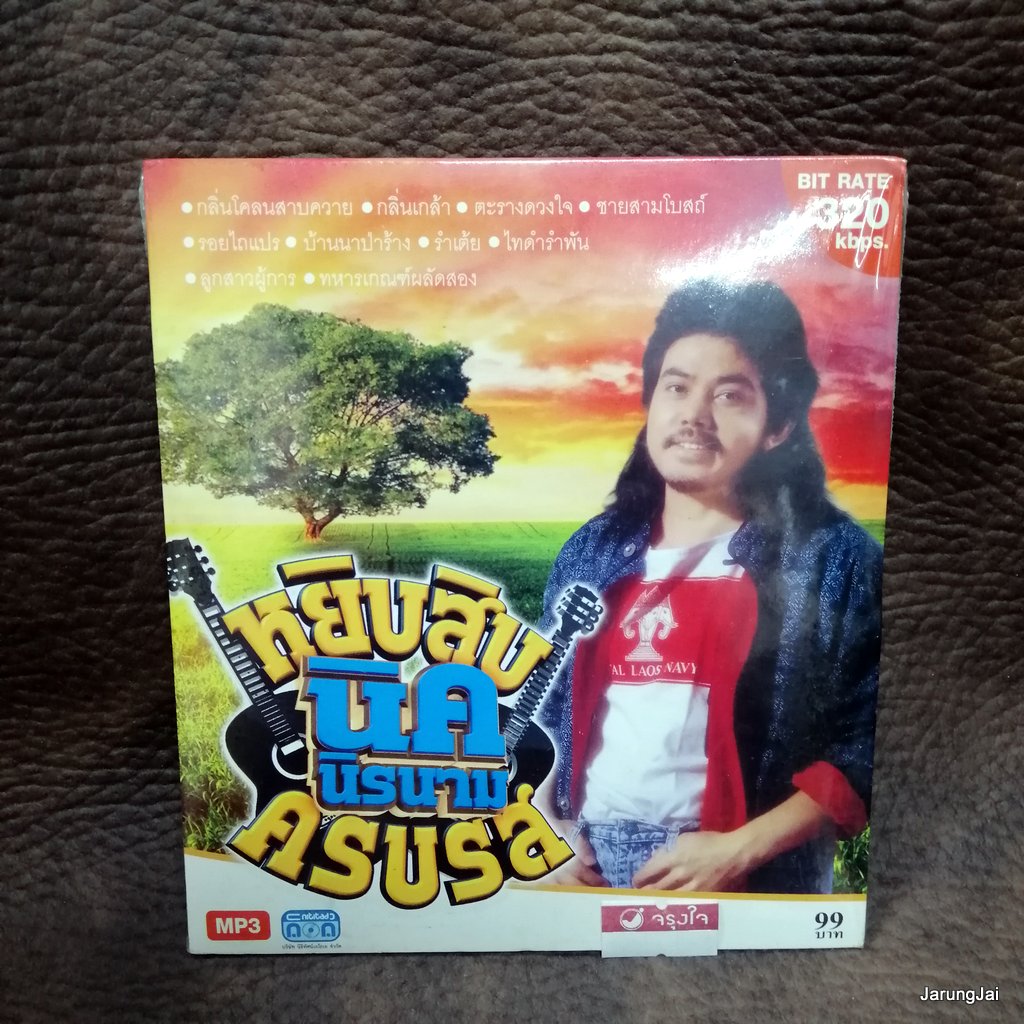 BIT RATE
320
kbps.
• กลิ่นโคลนสาบควาย • กลิ่นเกล้า • ตะรางดวงใจ • ชายสามโบสถ์
• รอยไถแปร • บ้านนาป่าร้าง • รำเต้ย • ไทดำรำพัน
• ลูกสาวผู้การ • ทหารเกณฑ์ผลัดสอง
หยิบสิบ
นิค
นิรนาม
ครบรส
AL LAOS NAVY
MP3
จรุงใจ
99
บาท
JarungJai